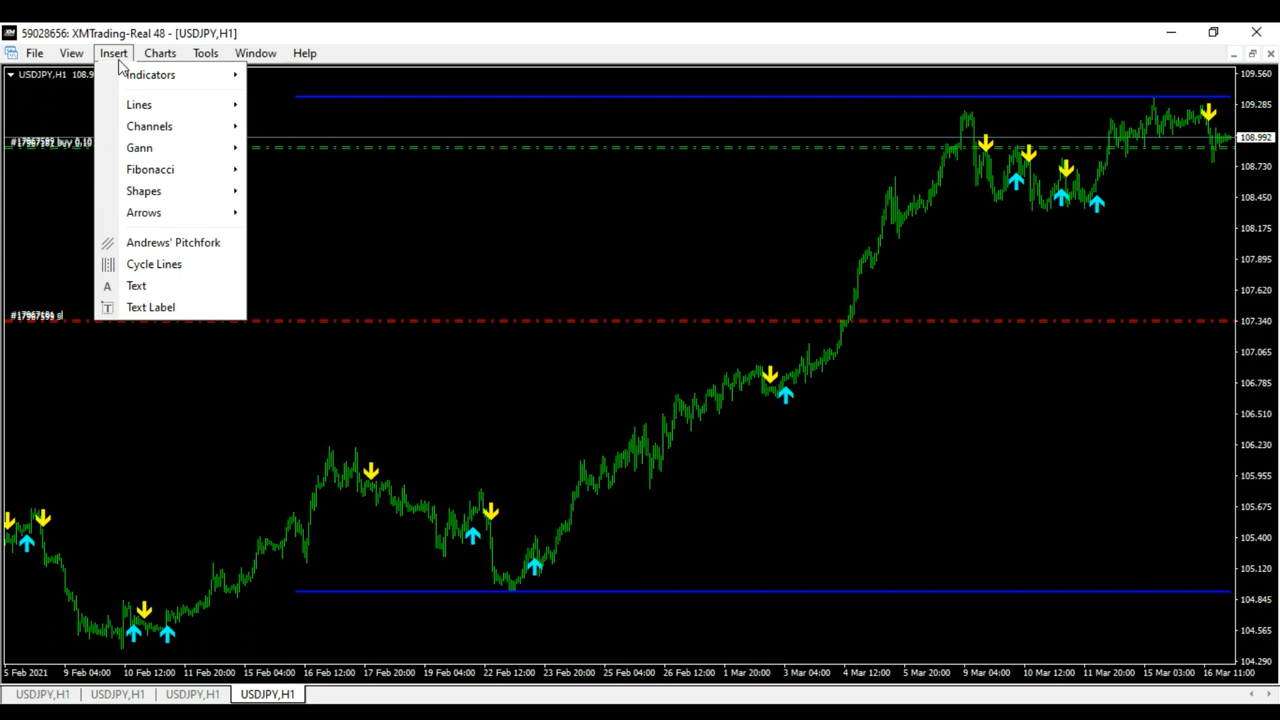 59028656: XMTrading-Real 48 - [USDJPY,H1]
File View Insert Charts Tools Window Help
USDJPY,H1 108.9
Indicators
Lines
Channels
Gann
Fibonacci
Shapes
Arrows
Andrews' Pitchfork
Cycle Lines
A Text
T Text Label
buy 0.10
sl
109.560
109.285
108.992
108.730
108.450
108.175
107.895
107.620
107.340
107.065
106.785
106.510
106.230
105.955
105.675
105.400
105.120
104.845
104.565
104.290
5 Feb 2021 9 Feb 04:00 10 Feb 12:00 11 Feb 20:00 15 Feb 04:00 16 Feb 12:00 17 Feb 20:00 19 Feb 04:00 22 Feb 12:00 23 Feb 20:00 25 Feb 04:00 26 Feb 12:00 1 Mar 20:00 3 Mar 04:00 4 Mar 12:00 5 Mar 20:00 9 Mar 04:00 10 Mar 12:00 11 Mar 20:00 15 Mar 03:00 16 Mar 11:00
USDJPY,H1 USDJPY,H1 USDJPY,H1 USDJPY,H1